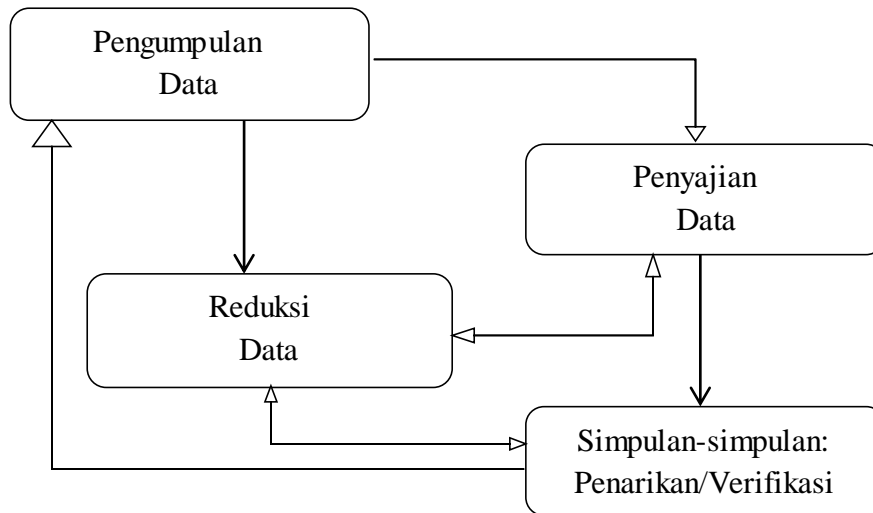 Pengumpulan
Data
Penyajian
Data
Reduksi
Data
Simpulan-simpulan:
Penarikan/Verifikasi